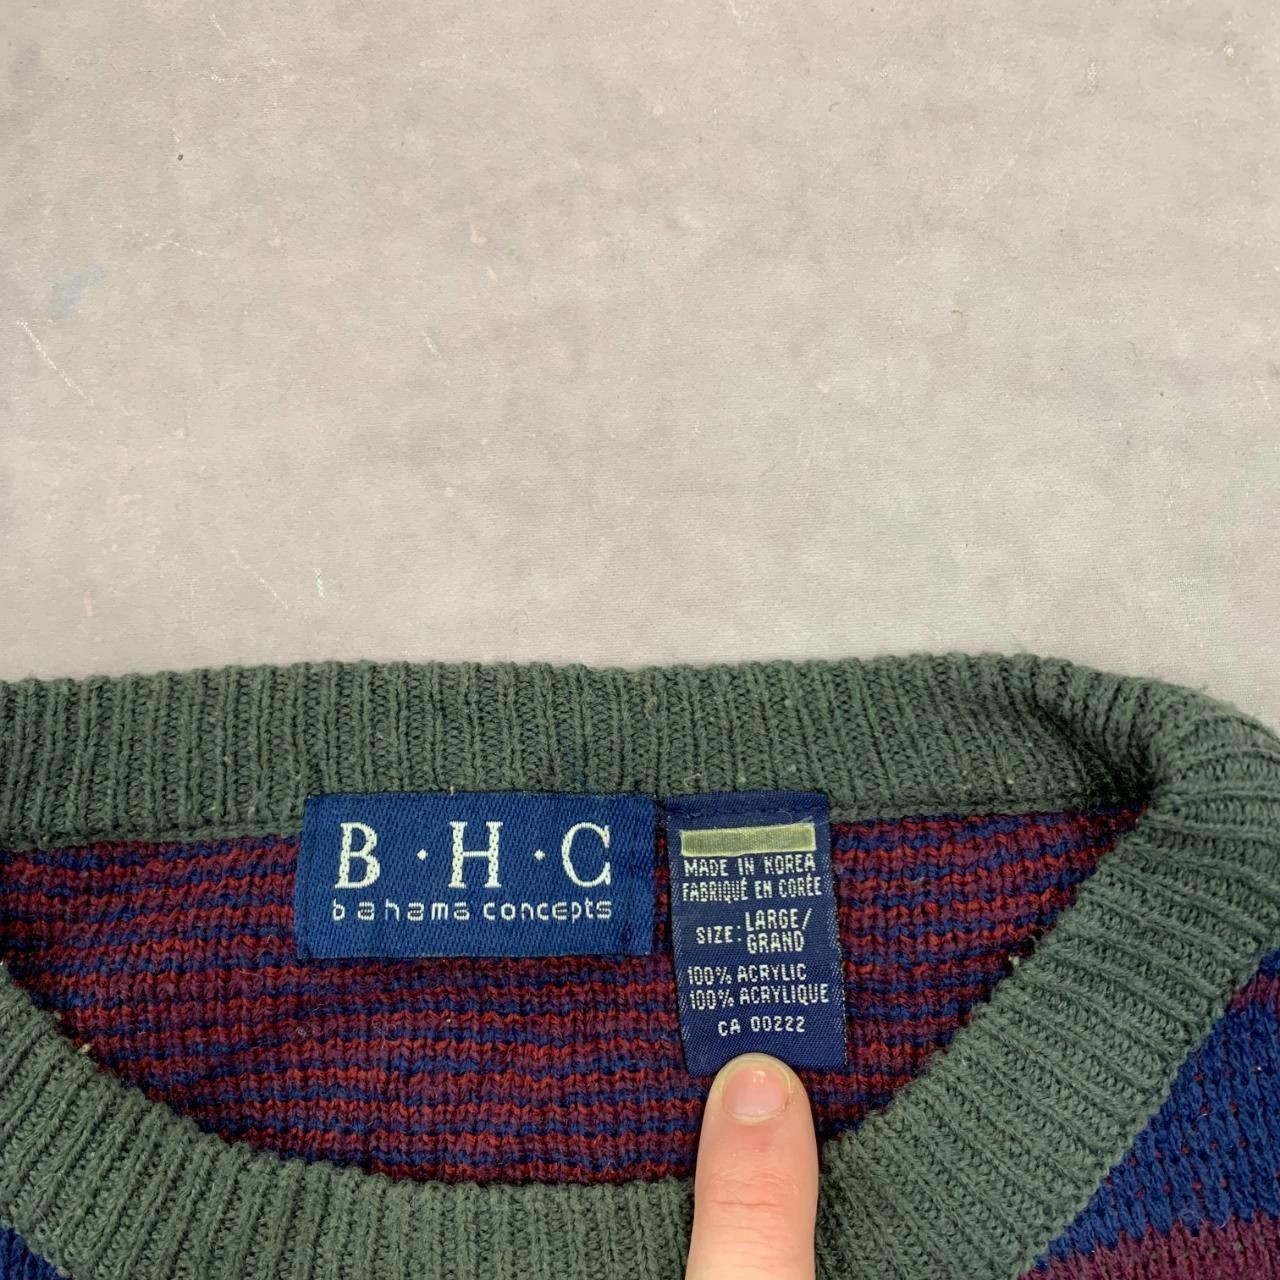 B·H·C
bahama concepts
MADE IN KOREA
FABRIQUÉ EN CORÉE
SIZE: LARGE/
GRAND
100% ACRYLIC
100% ACRYLIQUE
CA 00222